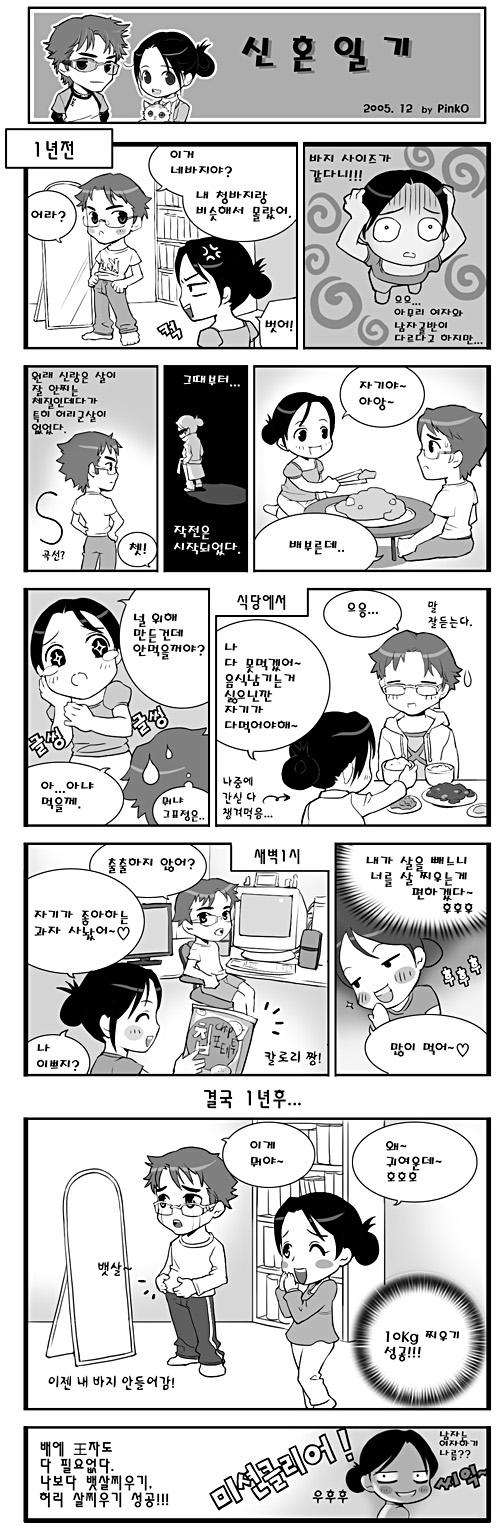 신혼일기
2005. 12 by PinkO
1년전
어라?
이거
네바지야?
내 청바지랑
비슷해서 몰랐어.
킥킥
벗어!
바지 사이즈가
같다니!!!
으으...
아무리 여자와
남자골반이
다르다고 하지만...
원래 신랑은 살이
잘 안찌는
체질인데다가
특히 허리군살이
없었다.
S
곡선?
쳇!
그때부터...
작전은
시작되었다.
자기야~
아앙~
배부른데..
널 위해
만든건데
안먹을꺼야?
글썽
글썽
아...아냐
먹을께.
뭐냐
그표정은..
식당에서
나
다 못먹겠어~
음식남기는거
싫으닌깐
자기가
다먹어야해~
으응...
말
잘듣는다.
나중에
간식 다
챙겨먹음...
새벽1시
출출하지 않어?
자기가 좋아하는
과자 사놨어~♡
나
이쁘지?
칼로리 짱!
내가 살을 빼느니
너를 살 찌우는게
편하겠다~
후후후
후후후
많이 먹어~♡
결국 1년후...
이게
뭐야~
왜~
귀여운데~
호호호
뱃살~
이젠 내 바지 안들어감!
10Kg 찌우기
성공!!!
배에 王자도
다 필요없다.
나보다 뱃살찌우기,
허리 살찌우기 성공!!!
미션클리어!
우후후
남자는
여자하기
나름??
씨익~